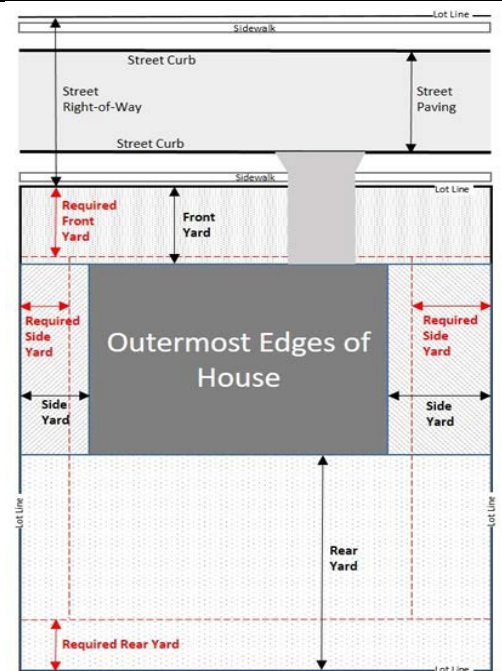 Lot Line
Sidewalk
Street Curb
Street
Right-of-Way
Street
Paving
Street Curb
Sidewalk
Lot Line
Required
Front
Yard
Front
Yard
Required
Side
Yard
Outermost Edges of
House
Required
Side
Yard
Side
Yard
Side
Yard
Lot Line
Lot Line
Rear
Yard
Required Rear Yard
Lot Line